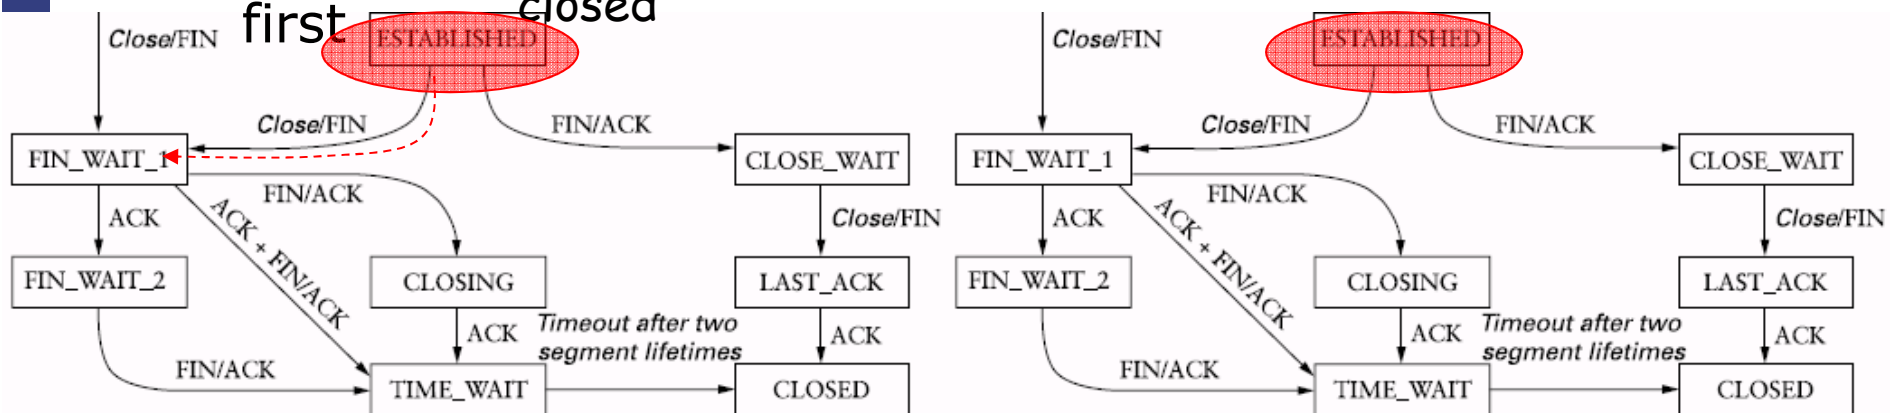 first
closed
Close/FIN
ESTABLISHED
Close/FIN
FIN/ACK
FIN_WAIT_1
CLOSE_WAIT
FIN/ACK
ACK
ACK + FIN/ACK
Close/FIN
FIN_WAIT_2
CLOSING
LAST_ACK
ACK
Timeout after two
segment lifetimes
ACK
FIN/ACK
TIME_WAIT
CLOSED
Close/FIN
ESTABLISHED
Close/FIN
FIN/ACK
FIN_WAIT_1
CLOSE_WAIT
FIN/ACK
ACK
ACK + FIN/ACK
Close/FIN
FIN_WAIT_2
CLOSING
LAST_ACK
ACK
Timeout after two
segment lifetimes
ACK
FIN/ACK
TIME_WAIT
CLOSED